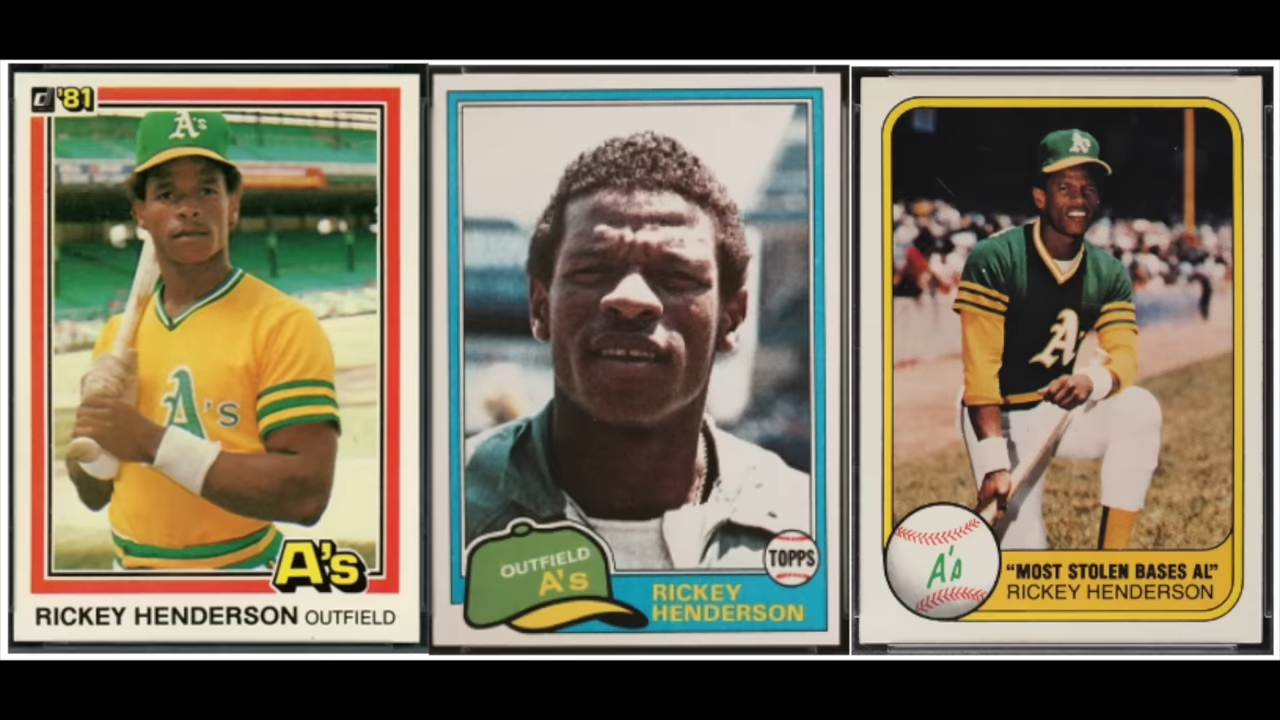 '81
A's
A's
A's
RICKEY HENDERSON OUTFIELD
OUTFIELD
A's
TOPPS
RICKEY
HENDERSON
A's
A's
A's
"MOST STOLEN BASES AL"
RICKEY HENDERSON